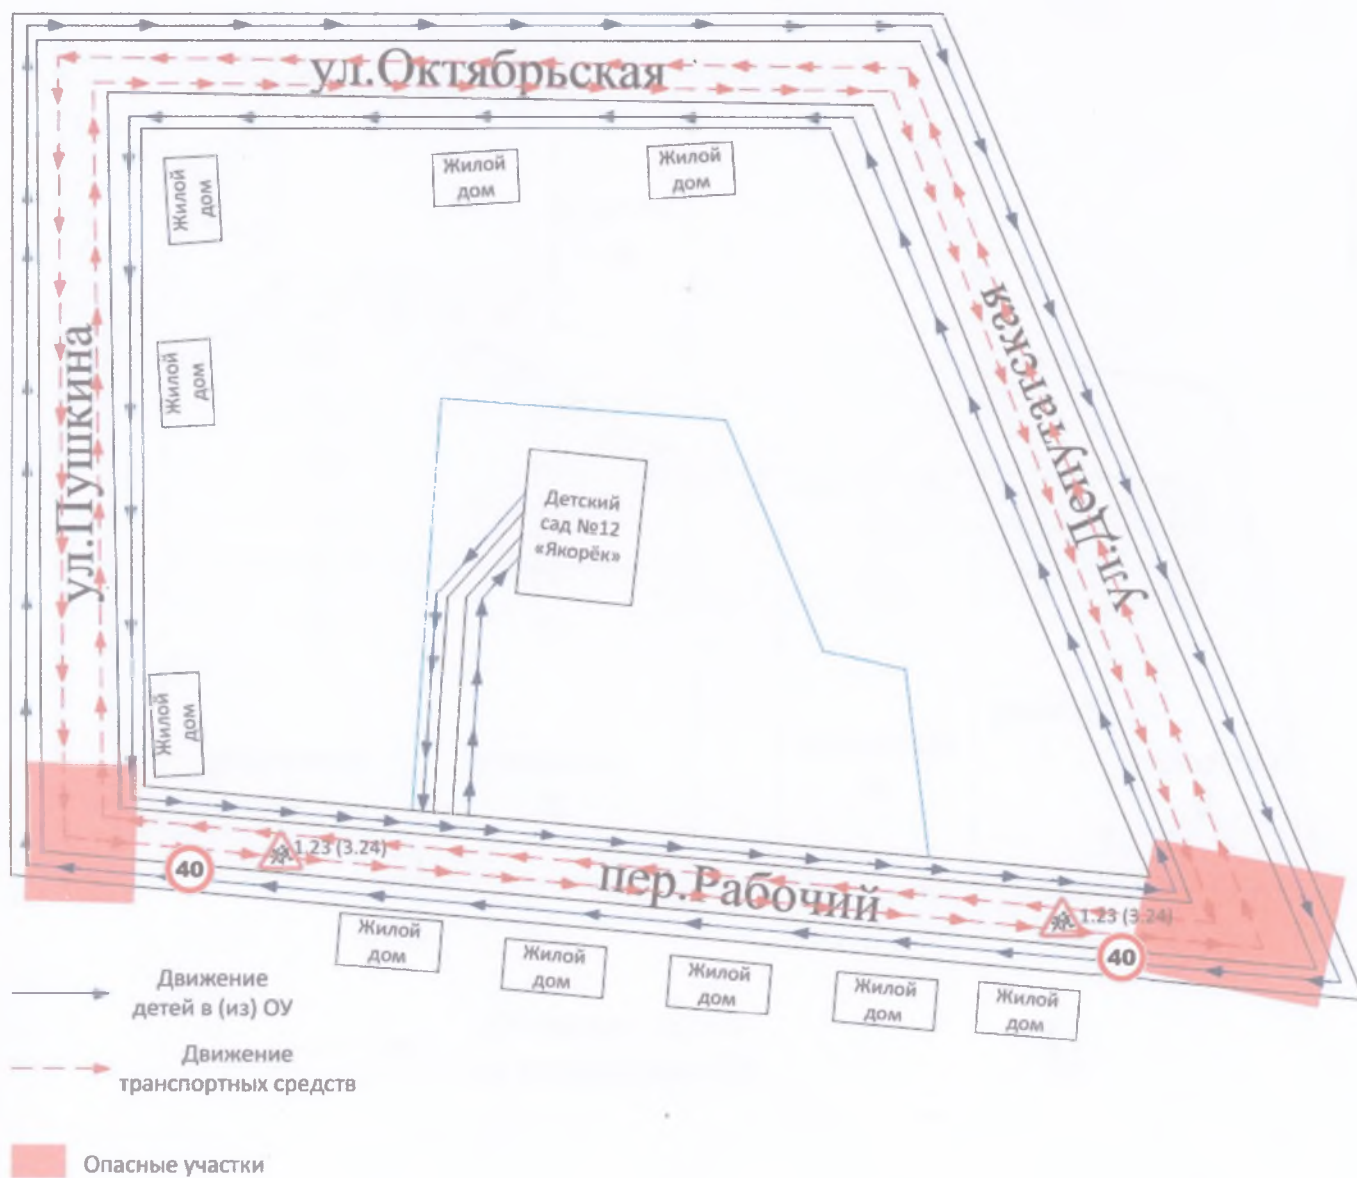 ул.Октябрьская
Жилой
дом
Жилой
дом
Жилой
дом
ул.Пушкина
Жилой
дом
ул.Депутатская
Детский
сад №12
«Якорёк»
Жилой
дом
1.23 (3.24)
40
пер.Рабочий
1.23 (3.24)
40
Жилой
дом
Жилой
дом
Жилой
дом
Жилой
дом
Жилой
дом
Движение
детей в (из) ОУ
Движение
транспортных средств
Опасные участки